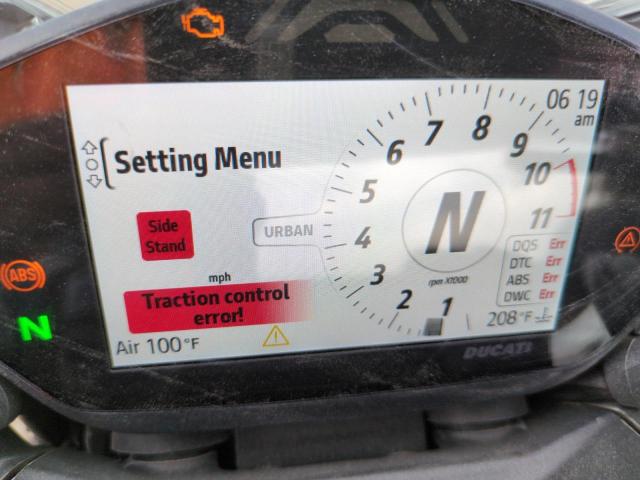 06 19
am
Setting Menu
Side
Stand
URBAN
mph
Traction control
error!
Air 100°F
1
2
3
4
5
6
7
8
9
10
11
N
rpm X1000
DQS Err
DTC Err
ABS Err
DWC Err
208°F
DUCATI
ABS
N